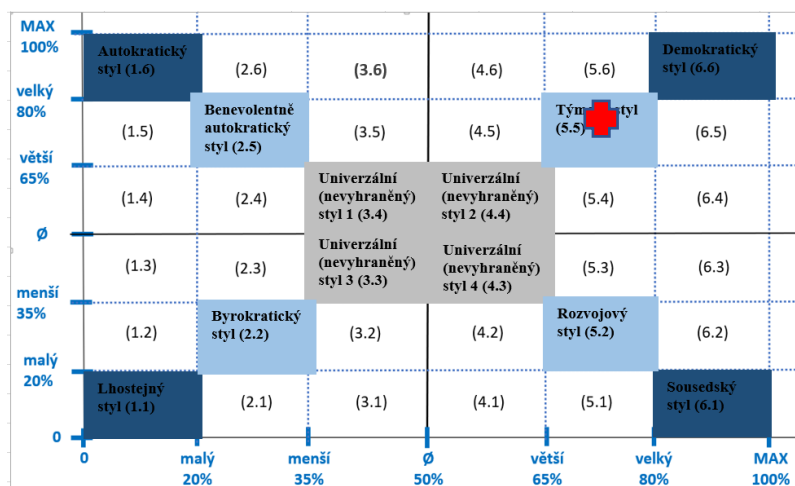 MAX
100%
Autokratický
styl (1.6)
(2.6)
(3.6)
(4.6)
(5.6)
Demokratický
styl (6.6)
velký
80%
(1.5)
Benevolentně
autokratický
styl (2.5)
(3.5)
(4.5)
styl
(5.5)
(6.5)
větší
65%
(1.4)
(2.4)
Univerzální
(nevyhraněný)
styl 1 (3.4)
Univerzální
(nevyhraněný)
styl 2 (4.4)
(5.4)
(6.4)
Ø
(1.3)
(2.3)
Univerzální
(nevyhraněný)
styl 3 (3.3)
Univerzální
(nevyhraněný)
styl 4 (4.3)
(5.3)
(6.3)
menší
35%
(1.2)
Byrokratický
styl (2.2)
(3.2)
(4.2)
Rozvojový
styl (5.2)
(6.2)
malý
20%
Lhostejný
styl (1.1)
(2.1)
(3.1)
(4.1)
(5.1)
Sousedský
styl (6.1)
0
0
malý
20%
menší
35%
Ø
50%
větší
65%
velký
80%
MAX
100%